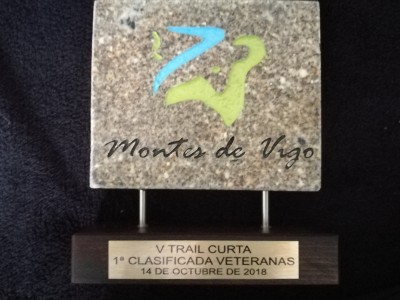 Montes de Vigo
V TRAIL CURTA
1ª CLASIFICADA VETERANAS
14 DE OCTUBRE DE 2018